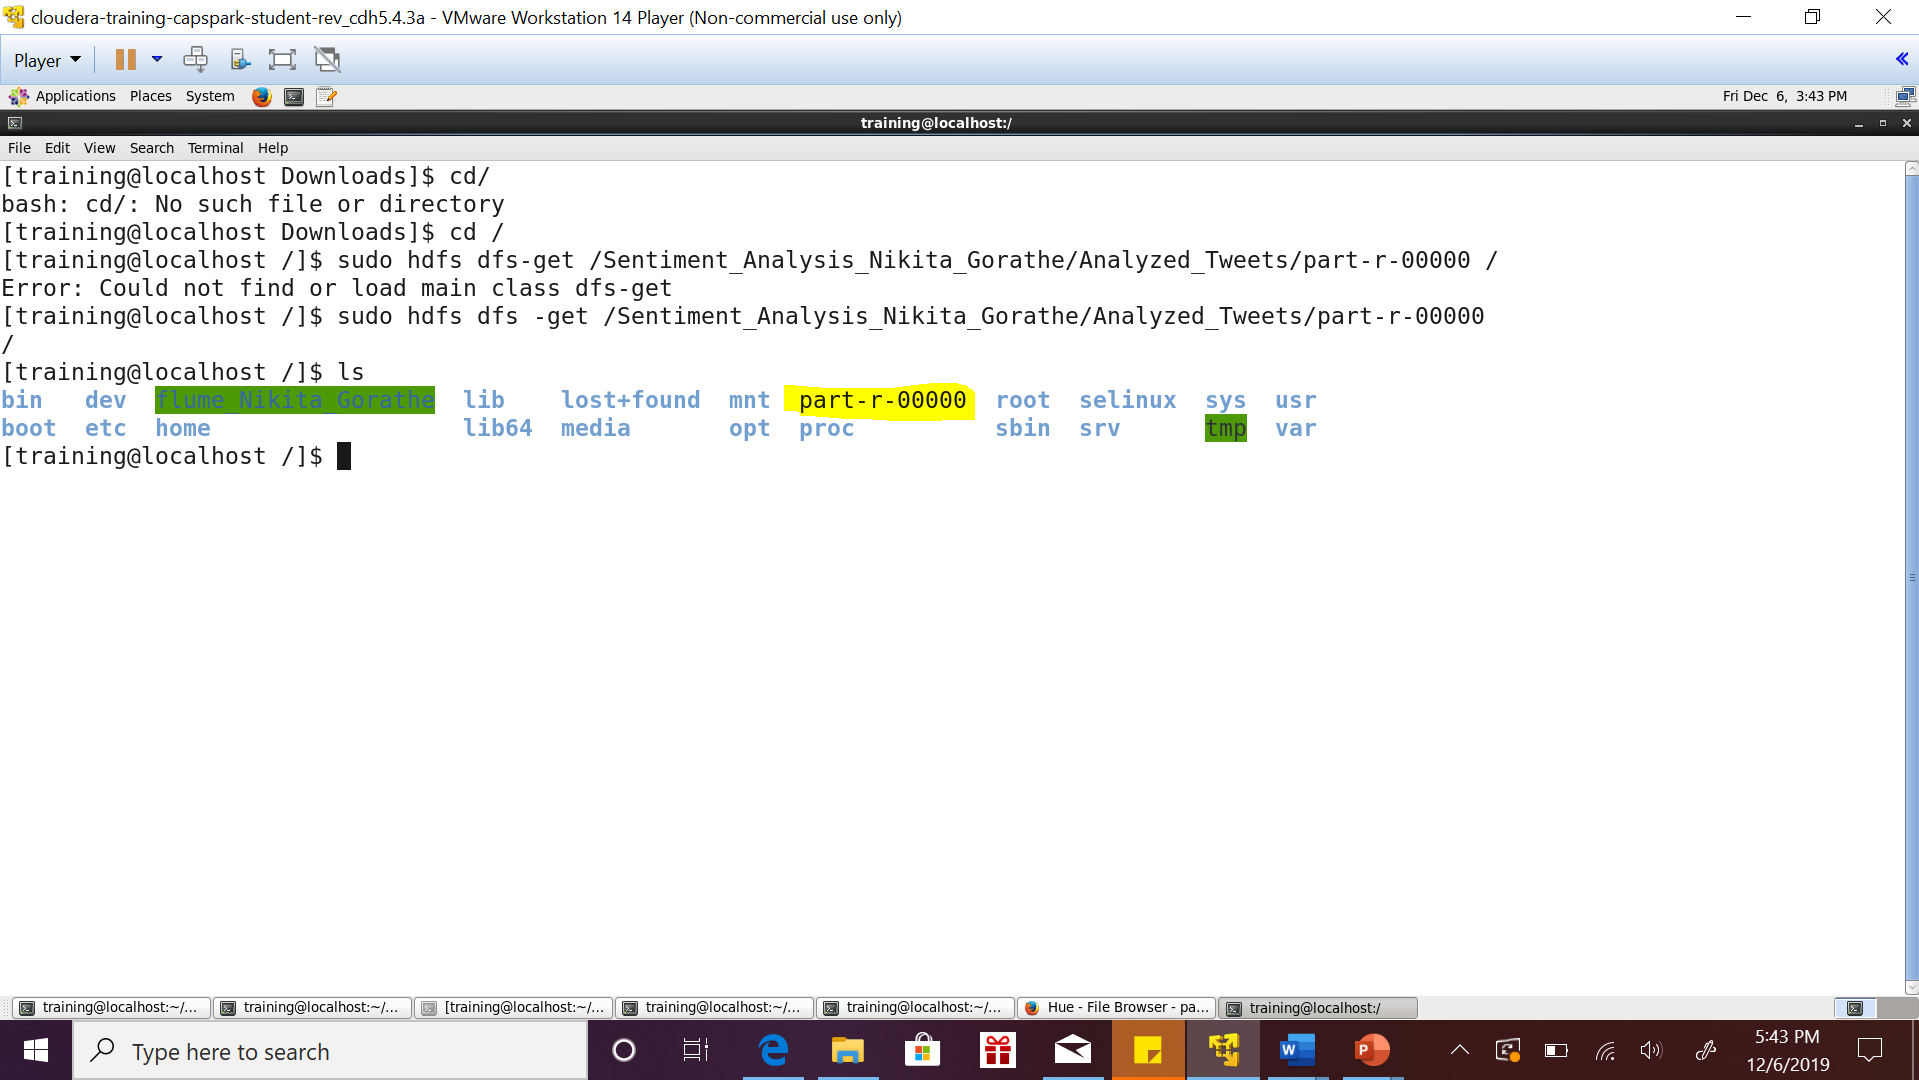 cloudera-training-capspark-student-rev_cdh5.4.3a - VMware Workstation 14 Player (Non-commercial use only)
Player
Applications Places System Fri Dec 6, 3:43 PM
training@localhost:/
File Edit View Search Terminal Help
[training@localhost Downloads]$ cd/
bash: cd/: No such file or directory
[training@localhost Downloads]$ cd /
[training@localhost /]$ sudo hdfs dfs-get /Sentiment_Analysis_Nikita_Gorathe/Analyzed_Tweets/part-r-00000 /
Error: Could not find or load main class dfs-get
[training@localhost /]$ sudo hdfs dfs -get /Sentiment_Analysis_Nikita_Gorathe/Analyzed_Tweets/part-r-00000
/
[training@localhost /]$ ls
bin dev flume_Nikita_Gorathe lib lost+found mnt part-r-00000 root selinux sys usr
boot etc home lib64 media opt proc sbin srv tmp var
[training@localhost /]$
training@localhost:~/... training@localhost:~/... [training@localhost:~/... training@localhost:~/... training@localhost:~/... Hue - File Browser - pa... training@localhost:/
Type here to search
5:43 PM
12/6/2019